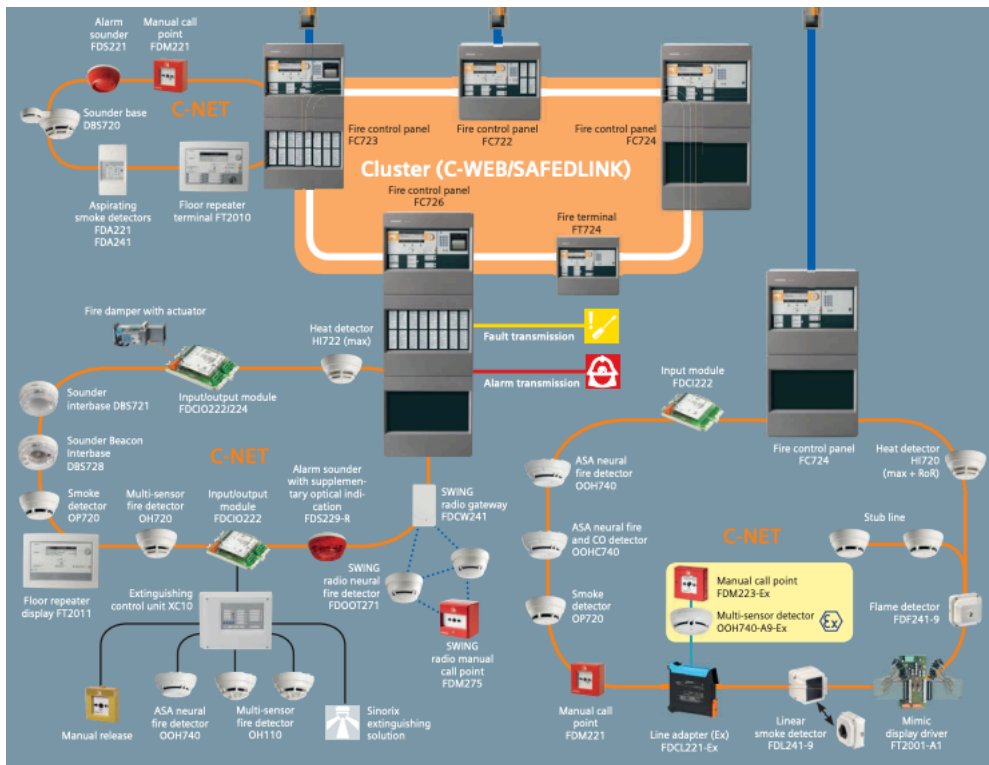 Alarm
sounder
FDS221
Manual call
point
FDM221
C-NET
Sounder base
DBS720
Aspirating
smoke detectors
FDA221
FDA241
Floor repeater
terminal FT2010
Fire control panel
FC723
Fire control panel
FC722
Fire control panel
FC724
Cluster (C-WEB/SAFEDLINK)
Fire control panel
FC726
Fire terminal
FT724
Fault transmission
Alarm transmission
Fire damper with actuator
Heat detector
HI722 (max)
Input/output module
FDCIO222/224
Sounder
interbase DBS721
Sounder Beacon
Interbase
DBS728
C-NET
Smoke
detector
OP720
Multi-sensor
fire detector
OH720
Input/output
module
FDCIO222
Alarm sounder
with supplemen-
tary optical indi-
cation
FDS229-R
SWING
radio gateway
FDCW241
Floor repeater
display FT2011
Extinguishing
control unit XC10
SWING
radio neural
fire detector
FDOOT271
SWING
radio manual
call point
FDM275
Manual release
ASA neural
fire detector
OOH740
Multi-sensor
fire detector
OH110
Sinorix
extinguishing
solution
Input module
FDCI222
Fire control panel
FC724
Heat detector
HI720
(max + RoR)
ASA neural
fire detector
OOH740
ASA neural fire
and CO detector
OOHC740
C-NET
Stub line
Smoke
detector
OP720
Manual call point
FDM223-Ex
Multi-sensor detector
OOH740-A9-Ex
Ex
Flame detector
FDF241-9
Manual call
point
FDM221
Line adapter (Ex)
FDCL221-Ex
Linear
smoke detector
FDL241-9
Mimic
display driver
FT2001-A1